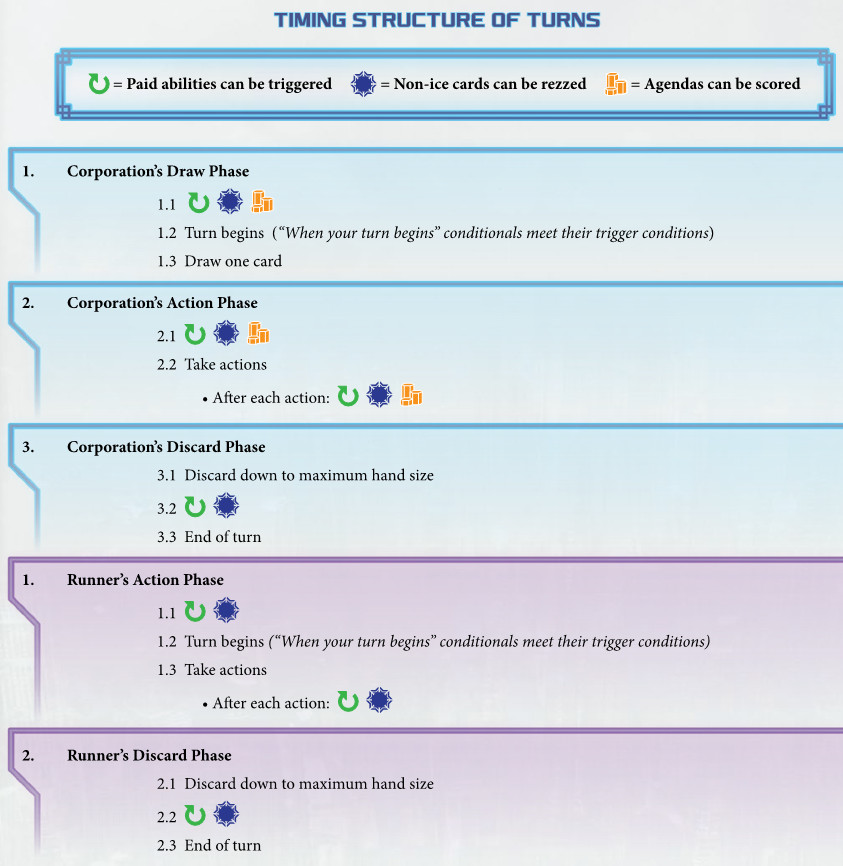 TIMING STRUCTURE OF TURNS
= Paid abilities can be triggered = Non-ice cards can be rezzed = Agendas can be scored
1. Corporation’s Draw Phase
1.1
1.2 Turn begins (“When your turn begins” conditionals meet their trigger conditions)
1.3 Draw one card
2. Corporation’s Action Phase
2.1
2.2 Take actions
• After each action:
3. Corporation’s Discard Phase
3.1 Discard down to maximum hand size
3.2
3.3 End of turn
1. Runner’s Action Phase
1.1
1.2 Turn begins (“When your turn begins” conditionals meet their trigger conditions)
1.3 Take actions
• After each action:
2. Runner’s Discard Phase
2.1 Discard down to maximum hand size
2.2
2.3 End of turn